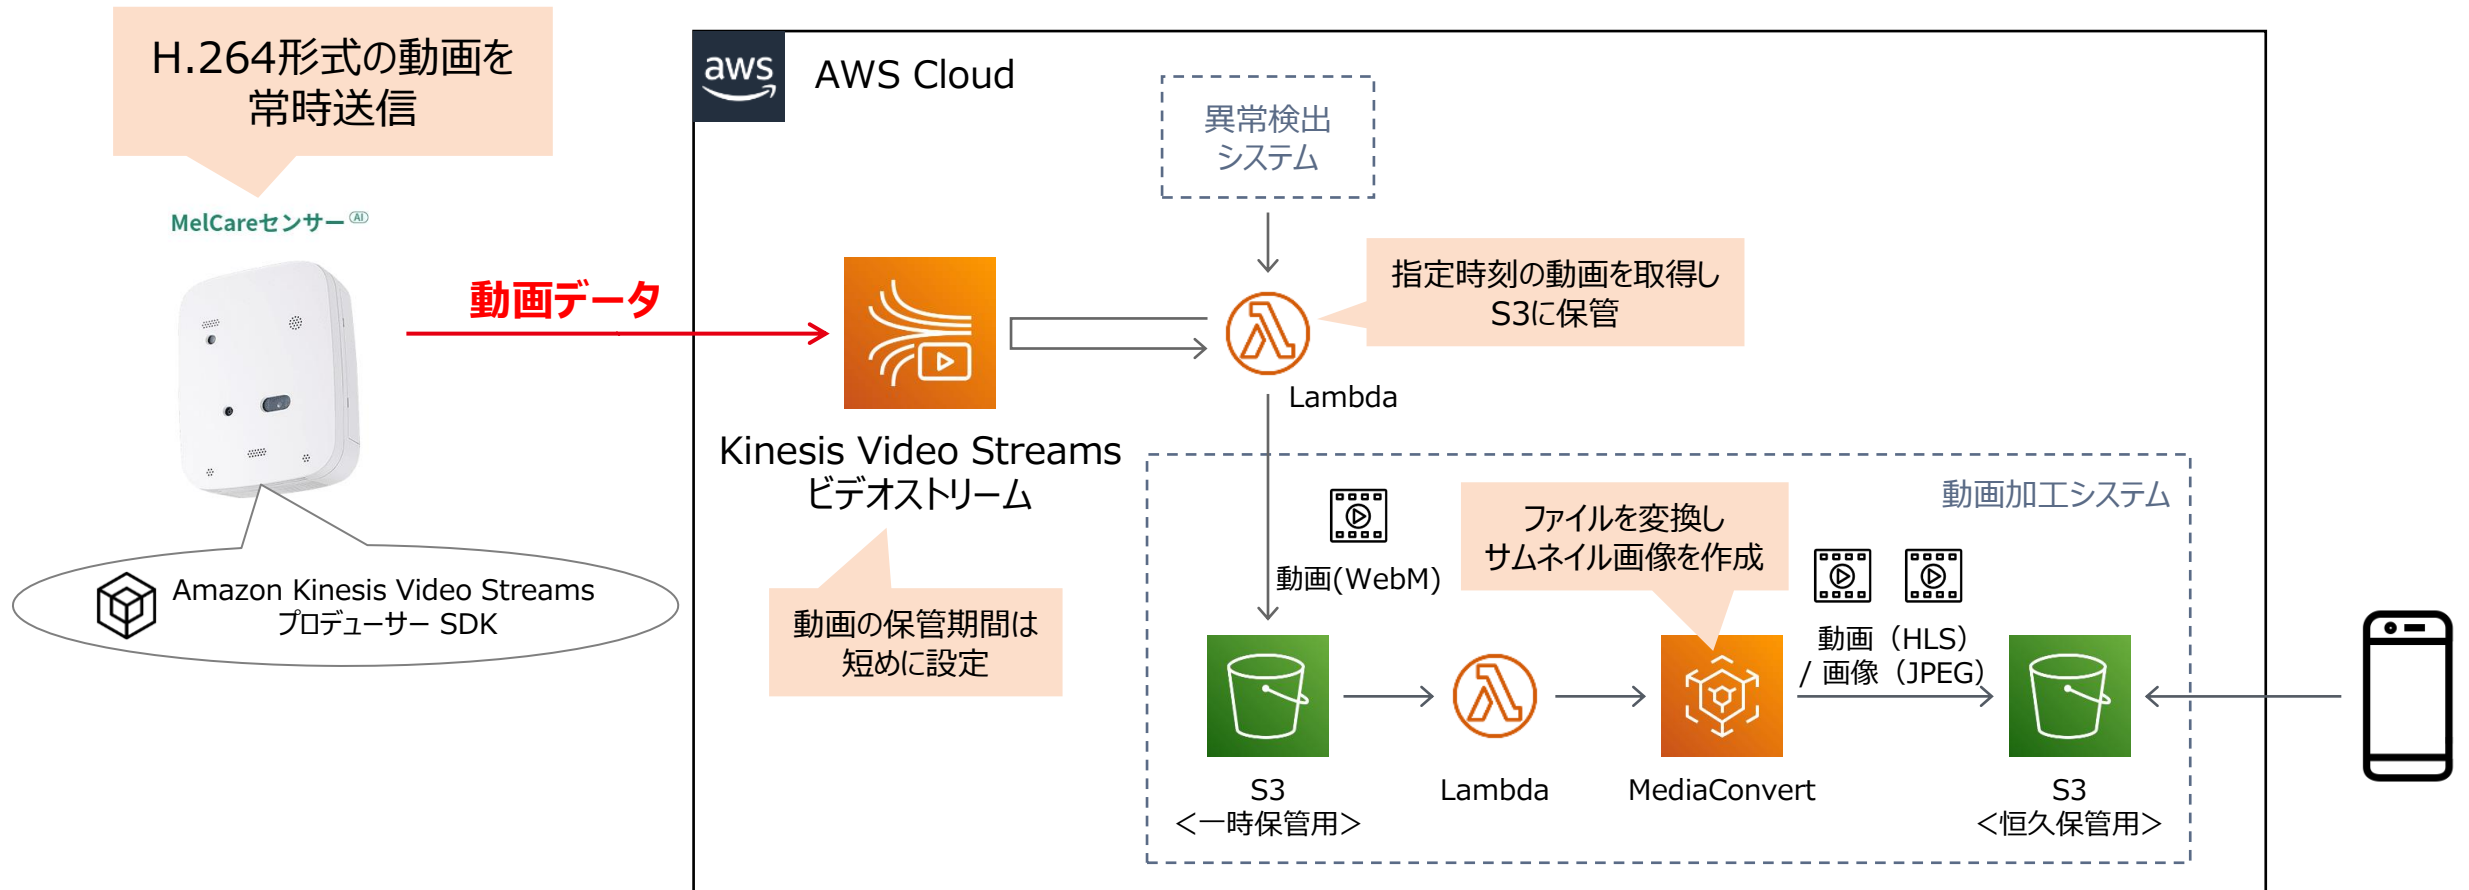 H.264形式の動画を
常時送信
MelCareセンサー AI
Amazon Kinesis Video Streams
プロデューサー SDK
動画データ
aws
AWS Cloud
異常検出
システム
指定時刻の動画を取得し
S3に保管
Lambda
Kinesis Video Streams
ビデオストリーム
動画の保管期間は
短めに設定
動画加工システム
動画(WebM)
ファイルを変換し
サムネイル画像を作成
動画（HLS）
/ 画像（JPEG）
S3
＜一時保管用＞
Lambda
MediaConvert
S3
＜恒久保管用＞